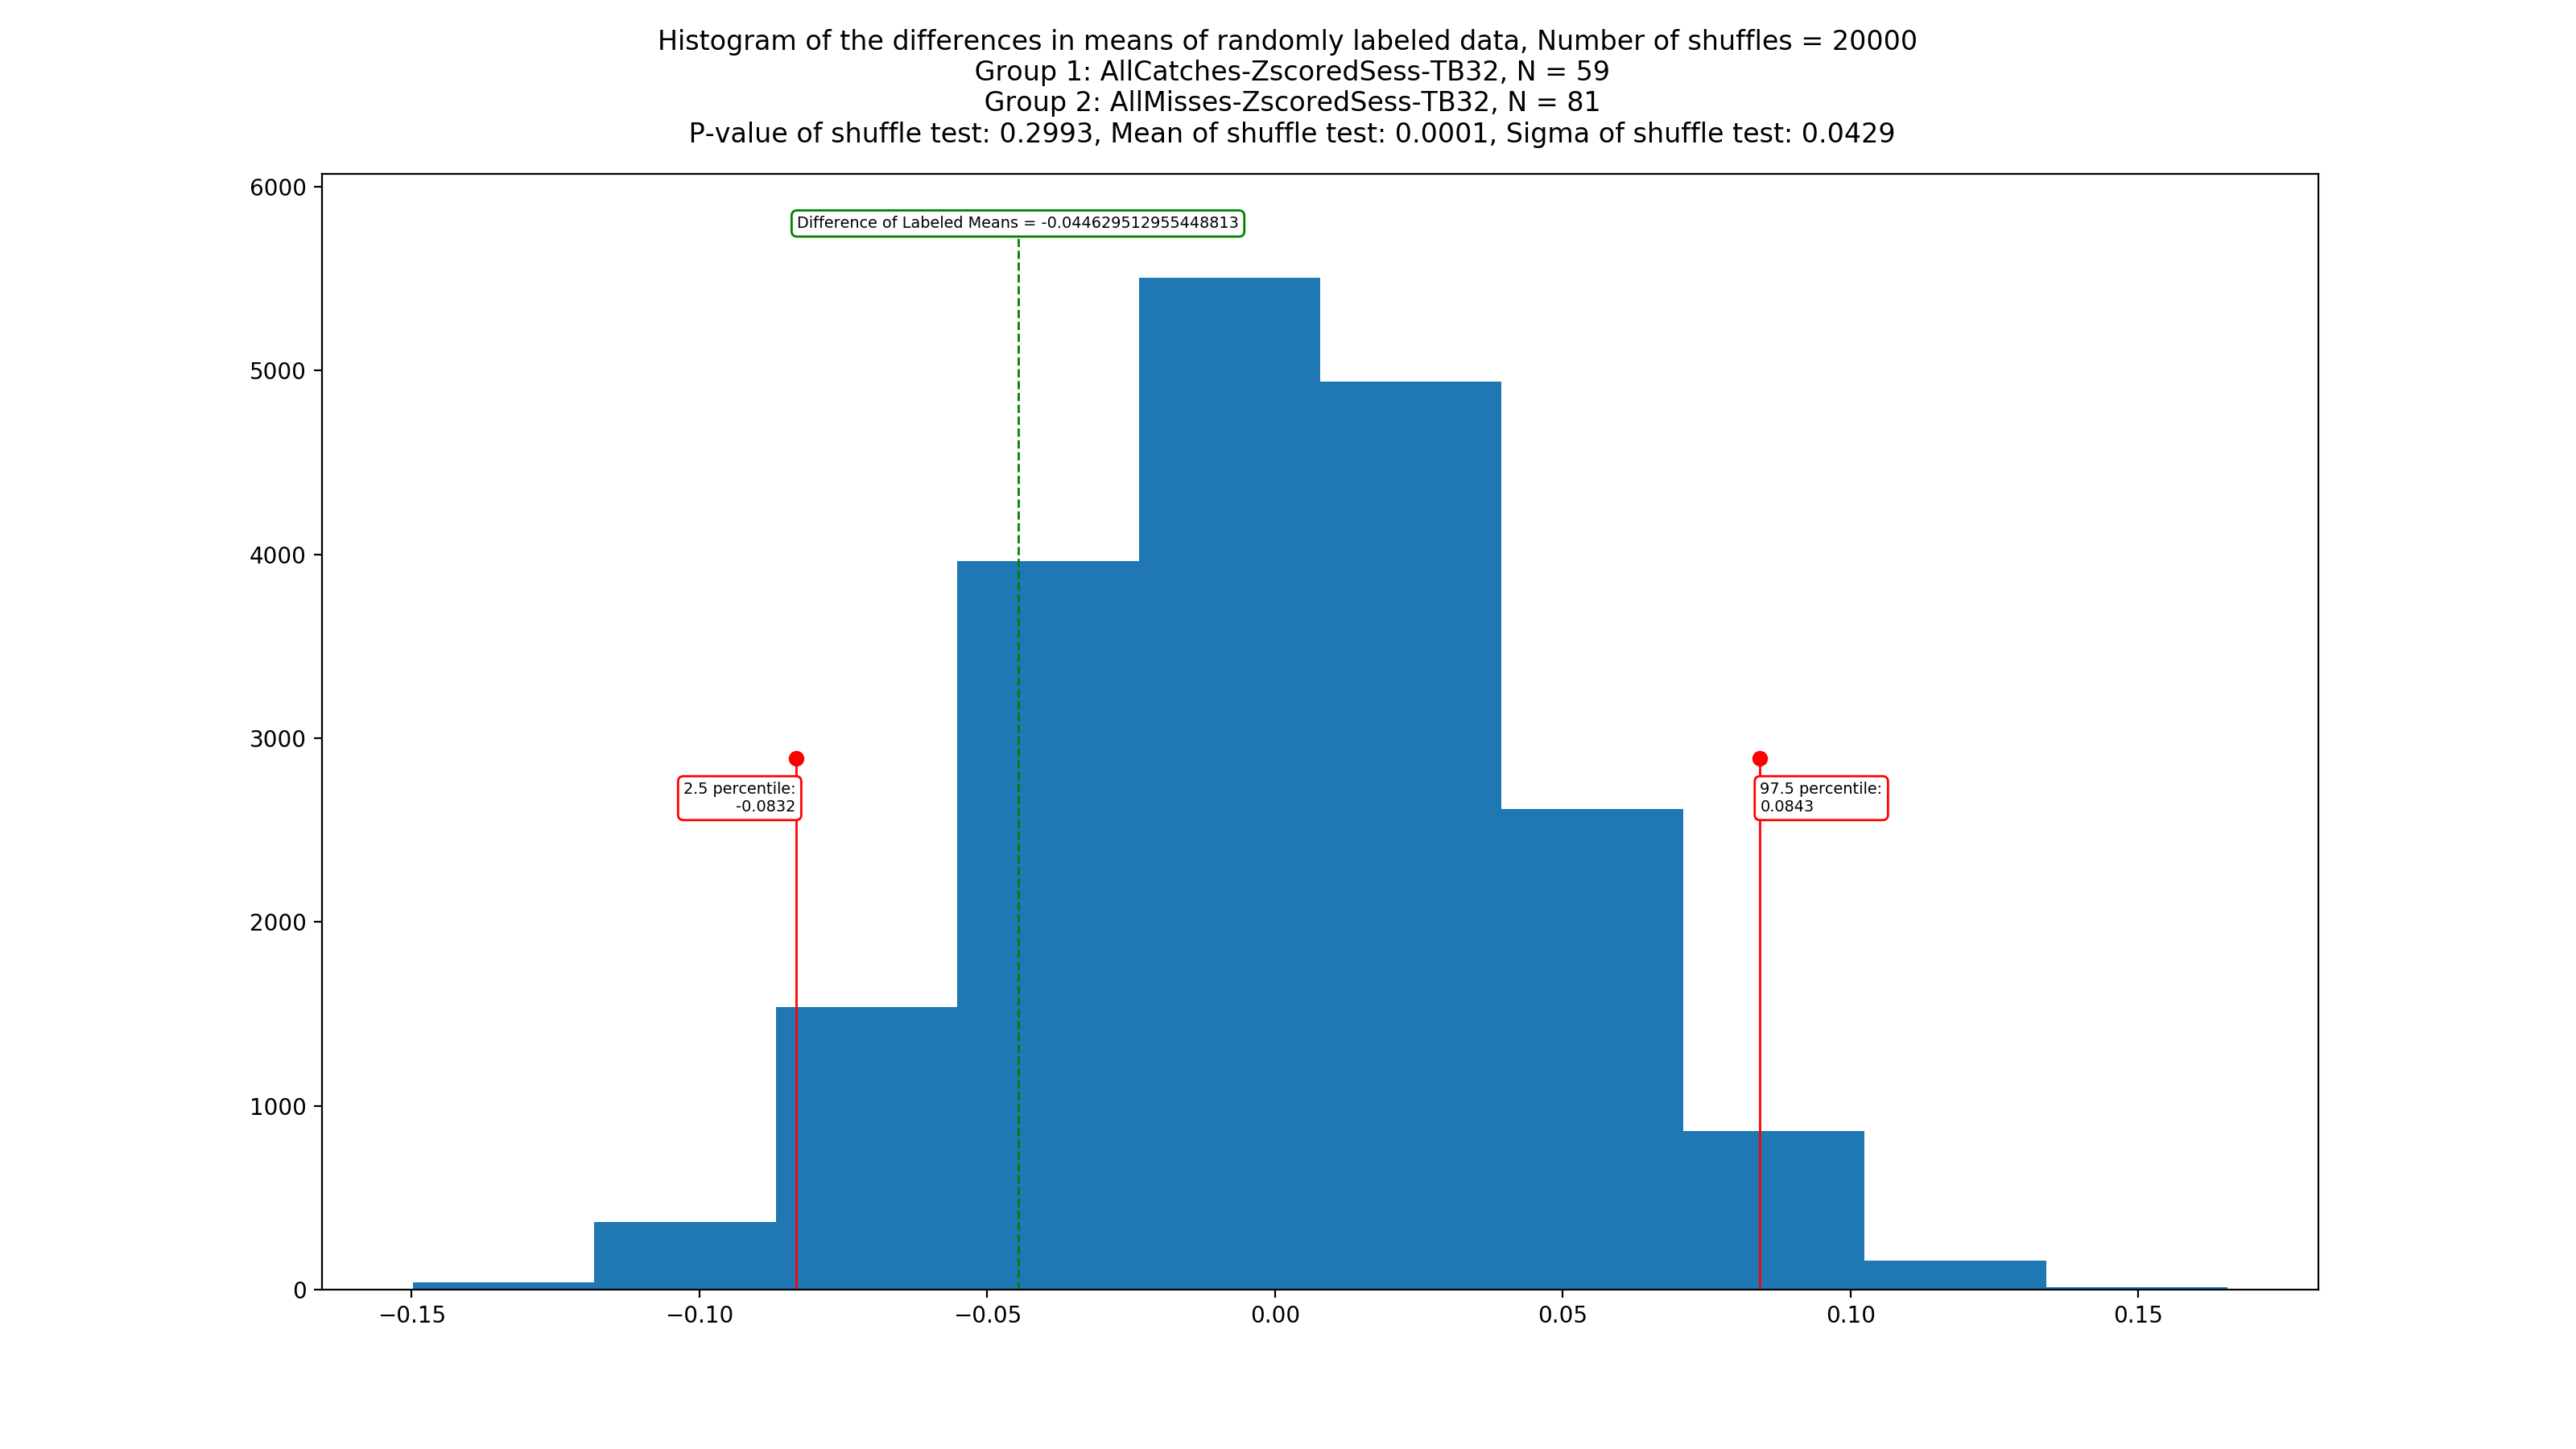 Histogram of the differences in means of randomly labeled data, Number of shuffles = 20000
Group 1: AllCatches-ZscoredSess-TB32, N = 59
Group 2: AllMisses-ZscoredSess-TB32, N = 81
P-value of shuffle test: 0.2993, Mean of shuffle test: 0.0001, Sigma of shuffle test: 0.0429
6000
Difference of Labeled Means = -0.044629512955448813
5000
4000
3000
2.5 percentile:
-0.0832
97.5 percentile:
0.0843
2000
1000
0
−0.15
−0.10
−0.05
0.00
0.05
0.10
0.15